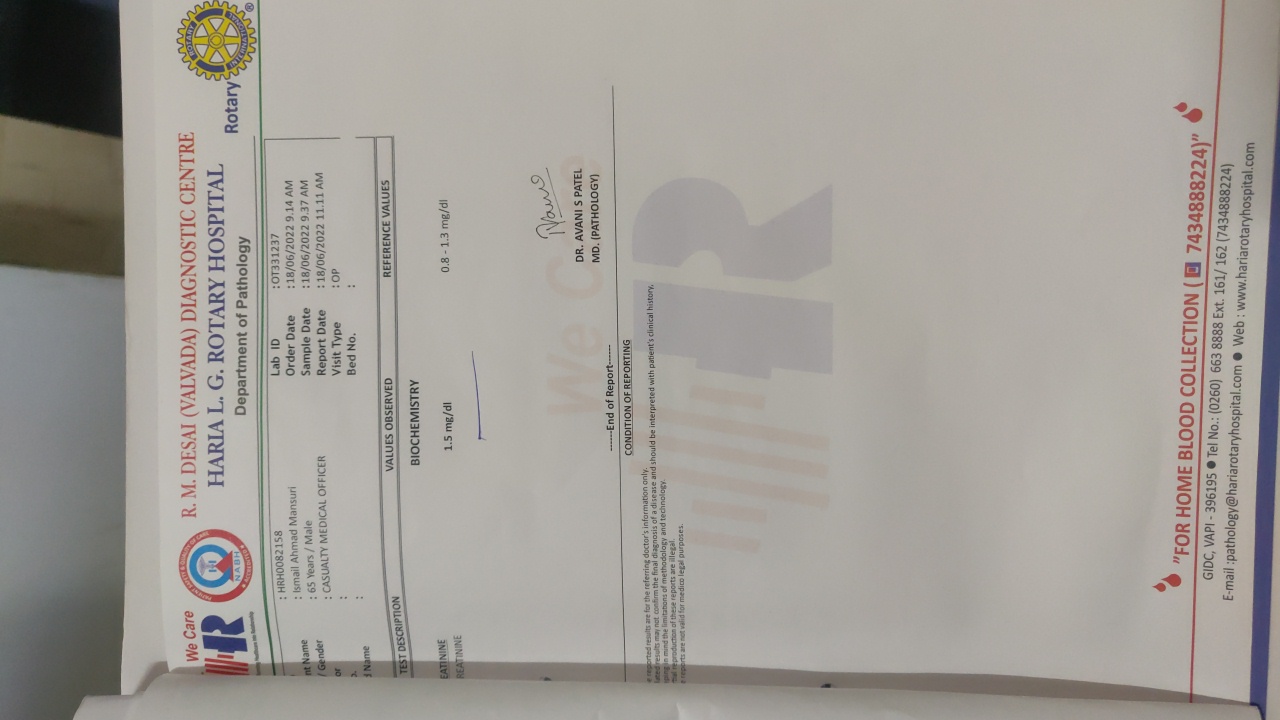 We Care
R
NABH
R. M. DESAI (VALVADA) DIAGNOSTIC CENTRE
HARIA L. G. ROTARY HOSPITAL
Department of Pathology
Rotary
ROTARY
INTERNATIONAL
®
: HRH0082158
nt Name : Ismail Ahmad Mansuri
/ Gender : 65 Years / Male
or : CASUALTY MEDICAL OFFICER
:
d Name :
Lab ID :OT331237
Order Date :18/06/2022 9.14 AM
Sample Date :18/06/2022 9.37 AM
Report Date :18/06/2022 11.11 AM
Visit Type :OP
Bed No. :
TEST DESCRIPTION VALUES OBSERVED REFERENCE VALUES
BIOCHEMISTRY
EATININE
REATININE 1.5 mg/dl 0.8 - 1.3 mg/dl
We Care
DR. AVANI S PATEL
MD. (PATHOLOGY)
------End of Report------
CONDITION OF REPORTING
e reported results are for the referring doctor's information only.
lated results may not confirm the final diagnosis of a disease and should be interpreted with patient's clinical history,
ping in mind the limitations of methodology and technology.
tial reproduction of these reports are illegal.
e reports are not valid for medico legal purposes.
R
"FOR HOME BLOOD COLLECTION ( 7434888224)"
GIDC, VAPI - 396195 ● Tel No.: (0260) 663 8888 Ext. 161/ 162 (7434888224)
E-mail :pathology@hariarotaryhospital.com ● Web : www.hariarotaryhospital.com